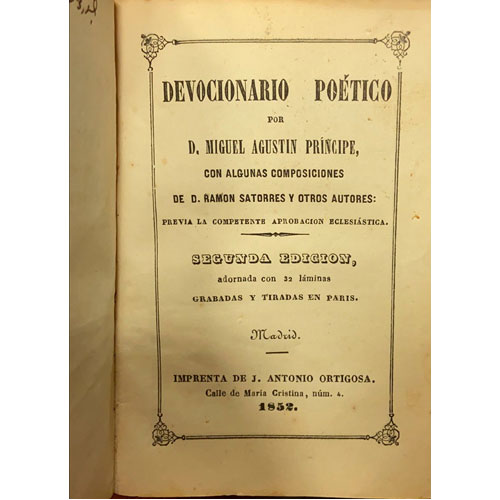 DEVOCIONARIO POÉTICO
POR
D. MIGUEL AGUSTIN PRÍNCIPE,
CON ALGUNAS COMPOSICIONES
DE D. RAMON SATORRES Y OTROS AUTORES:
PREVIA LA COMPETENTE APROBACION ECLESIÁSTICA.
SEGUNDA EDICION,
adornada con 32 láminas
GRABADAS Y TIRADAS EN PARIS.
Madrid.
IMPRENTA DE J. ANTONIO ORTIGOSA.
Calle de María Cristina, núm. 4.
1852.